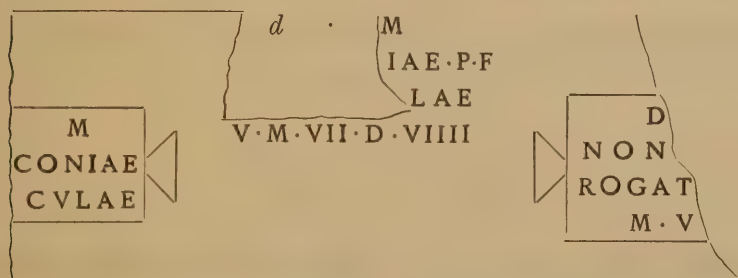 d · M
IAE·P·F
LAE
V·M·VII·D·VIIII
M
CONIAE
CVLAE
D
NON
ROGAT
M·V